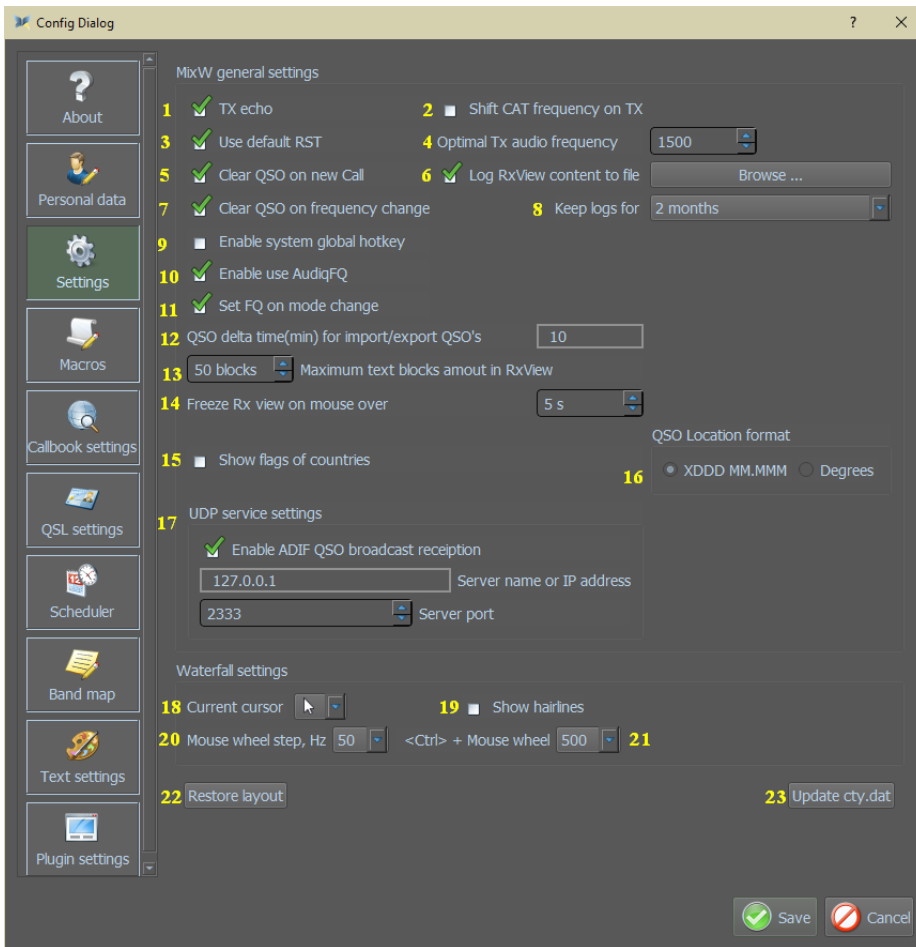 Config Dialog ?
About
Personal data
Settings
Macros
Callbook settings
QSL settings
Scheduler
Band map
Text settings
Plugin settings
MixW general settings
1 TX echo 2 Shift CAT frequency on TX
3 Use default RST 4 Optimal Tx audio frequency 1500
5 Clear QSO on new Call 6 Log RxView content to file Browse ...
7 Clear QSO on frequency change 8 Keep logs for 2 months
9 Enable system global hotkey
10 Enable use AudiqFQ
11 Set FQ on mode change
12 QSO delta time(min) for import/export QSO's 10
13 50 blocks Maximum text blocks amout in RxView
14 Freeze Rx view on mouse over 5 s
QSO Location format
15 Show flags of countries
16 XDDD MM.MMM Degrees
17 UDP service settings
Enable ADIF QSO broadcast receiption
127.0.0.1 Server name or IP address
2333 Server port
Waterfall settings
18 Current cursor 19 Show hairlines
20 Mouse wheel step, Hz 50 <Ctrl> + Mouse wheel 500 21
22 Restore layout 23 Update cty.dat
Save Cancel